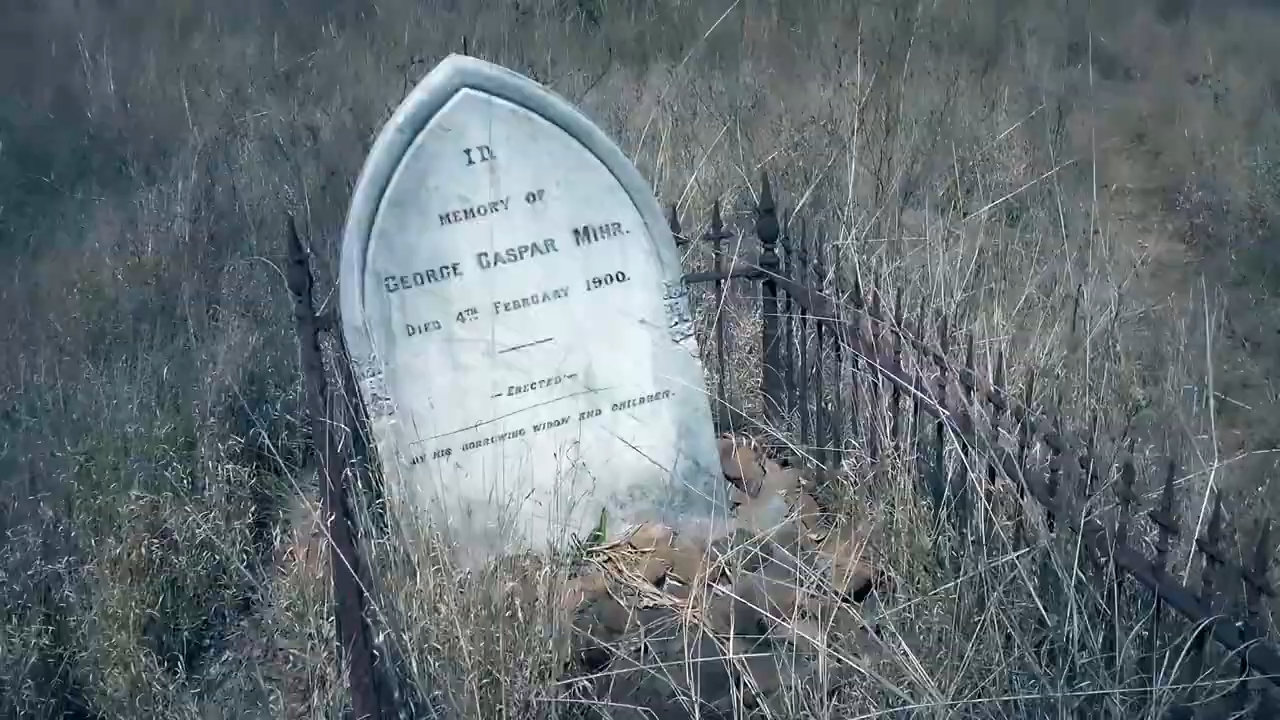 IN
MEMORY OF
GEORGE CASPAR MIHR.
DIED 4TH FEBRUARY 1900.
—ERECTED—
BY HIS SORROWING WIDOW AND CHILDREN.